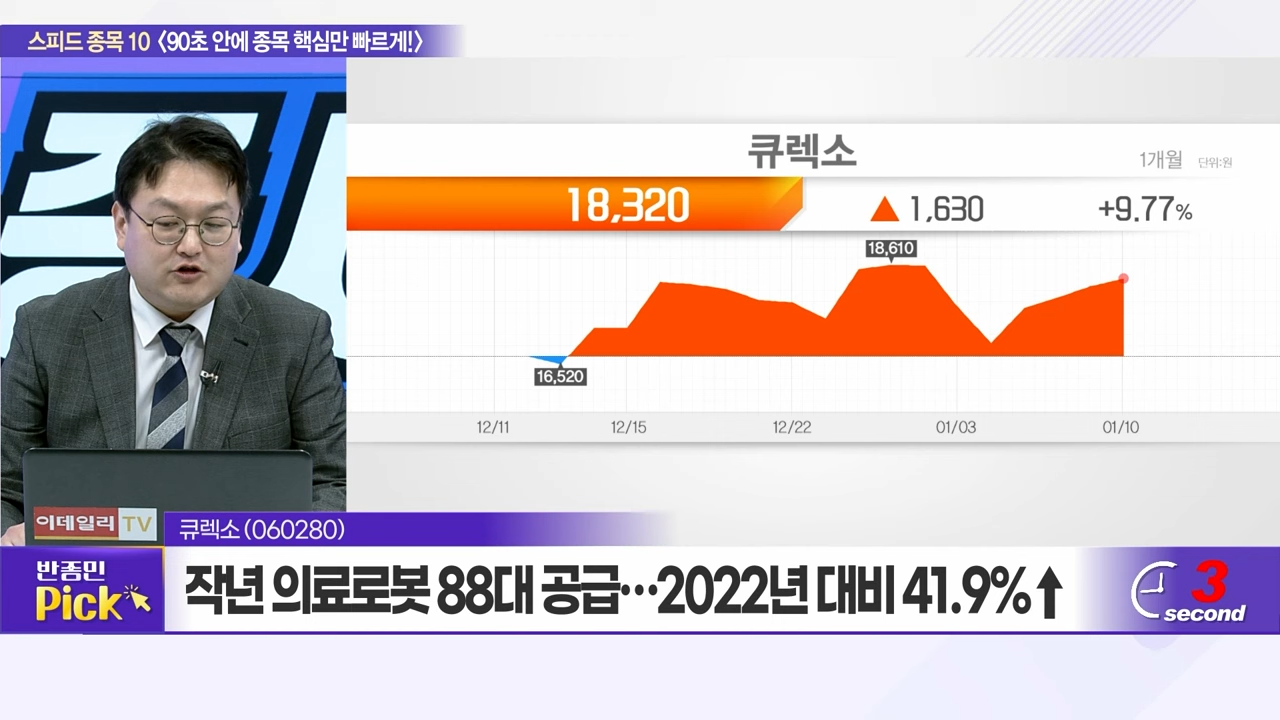 스피드 종목 10 〈90초 안에 종목 핵심만 빠르게!〉
큐렉소
1개월 단위:원
18,320 ▲ 1,630 +9.77%
18,610
16,520
12/11 12/15 12/22 01/03 01/10
이데일리 TV
큐렉소 (060280)
반종민
Pick
작년 의료로봇 88대 공급…2022년 대비 41.9%↑
3
second